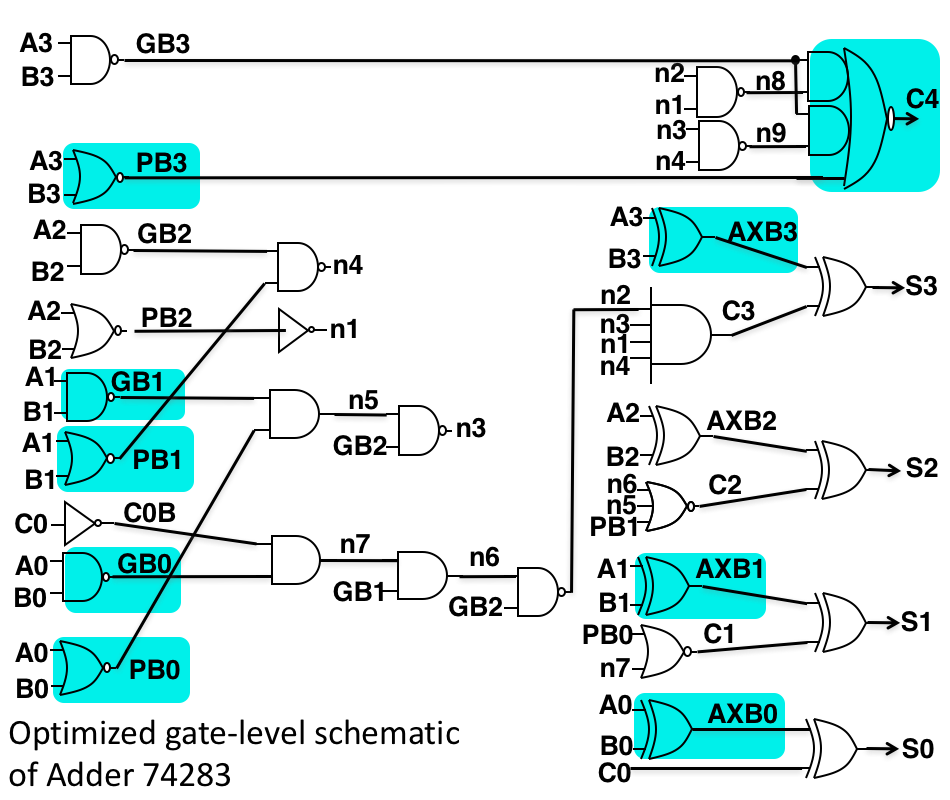 A3
GB3
B3
n2
n8
n1
C4
n3
n9
n4
A3
PB3
B3
A2
GB2
B2
n4
A2
PB2
B2
n1
A1
GB1
B1
n5
GB2
n3
A1
PB1
B1
C0
C0B
n7
GB1
n6
GB2
A0
GB0
B0
A0
PB0
B0
A3
AXB3
B3
S3
n2
n3
n1
n4
C3
A2
AXB2
B2
S2
n6
n5
PB1
C2
A1
AXB1
B1
S1
PB0
C1
n7
A0
AXB0
B0
C0
S0
Optimized gate-level schematic
of Adder 74283